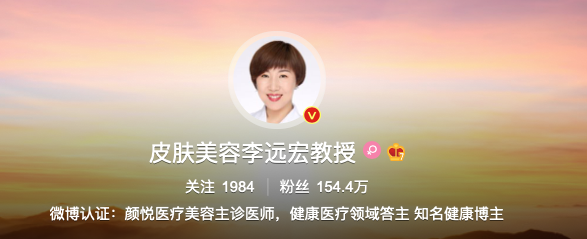 皮肤美容李远宏教授
关注 1984 粉丝 154.4万
微博认证：颜悦医疗美容主诊医师，健康医疗领域答主 知名健康博主